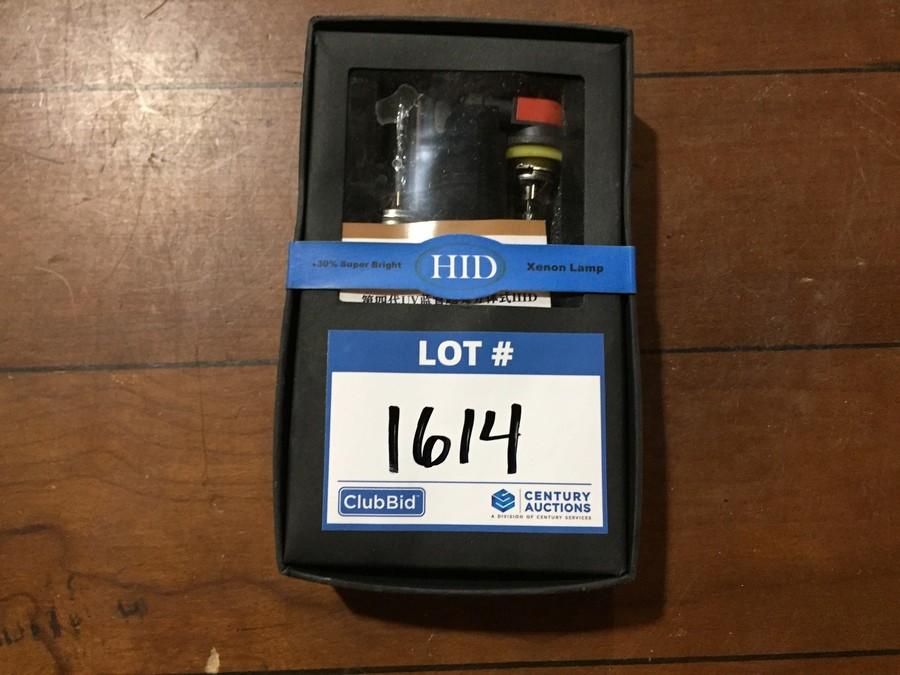 +30% Super Bright HID Xenon Lamp
LOT #
1614
ClubBid
CENTURY
AUCTIONS
A DIVISION OF CENTURY SERVICES